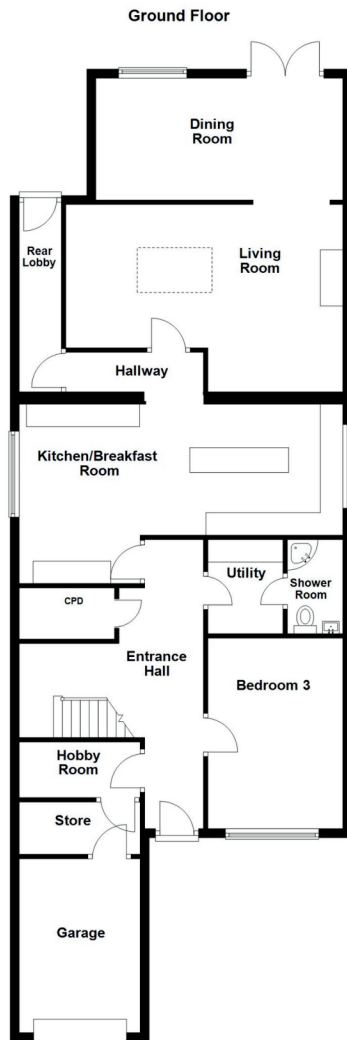 Ground Floor
Dining
Room
Rear
Lobby
Living
Room
Hallway
Kitchen/Breakfast
Room
Utility
Shower
Room
CPD
Entrance
Hall
Bedroom 3
Hobby
Room
Store
Garage